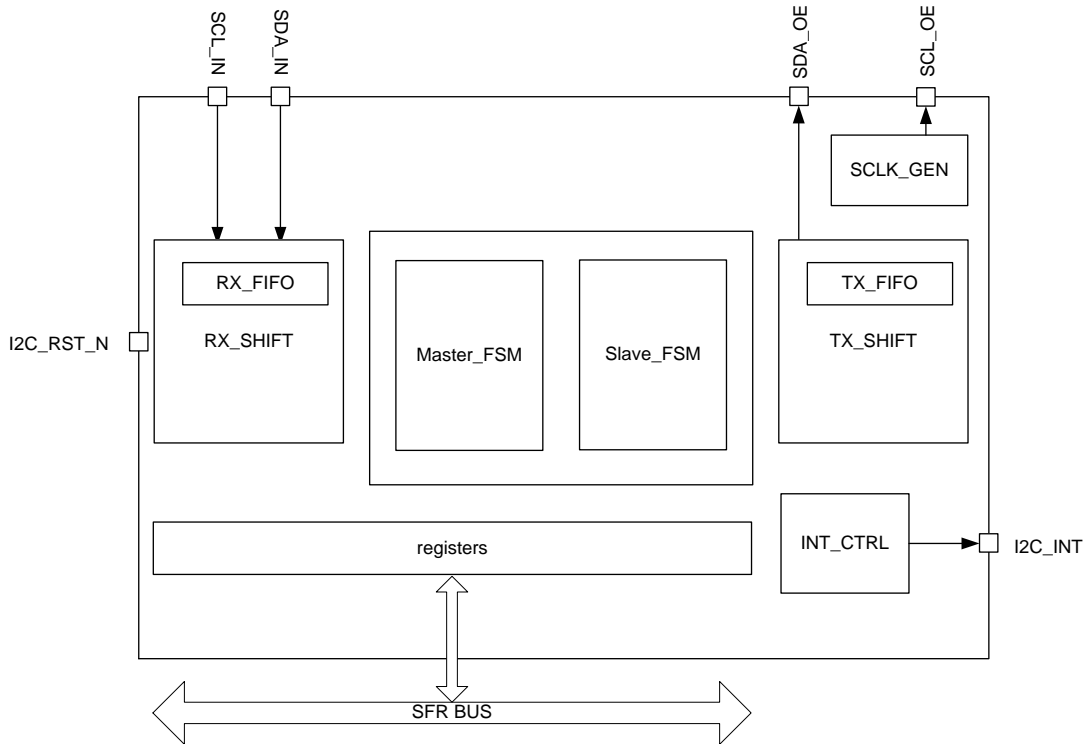 SCL_IN
SDA_IN
SDA_OE
SCL_OE
SCLK_GEN
RX_FIFO
RX_SHIFT
TX_FIFO
TX_SHIFT
I2C_RST_N
Master_FSM
Slave_FSM
registers
INT_CTRL
I2C_INT
SFR BUS